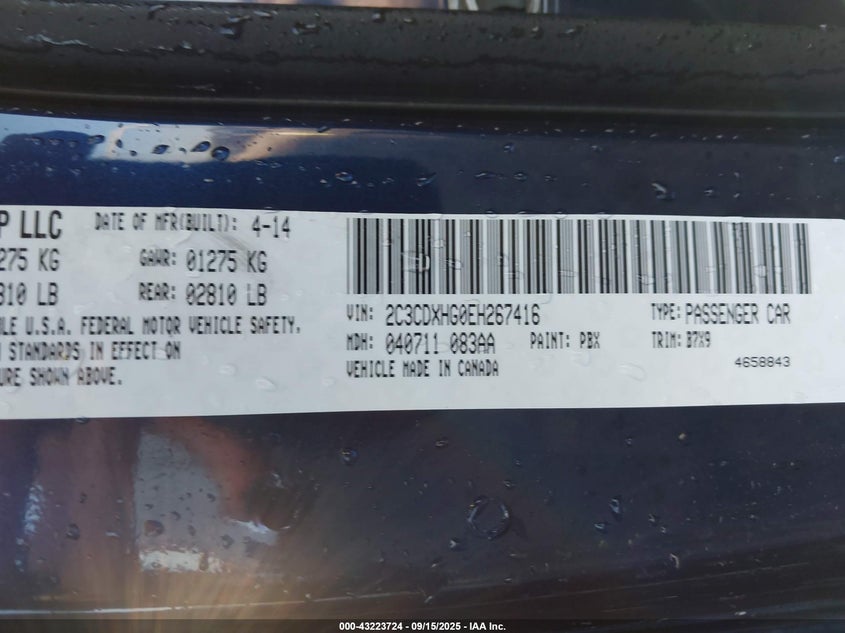 P LLC DATE OF MFR(BUILT): 4-14
275 KG GAWR: 01275 KG
810 LB REAR: 02810 LB
LE U.S.A. FEDERAL MOTOR VEHICLE SAFETY,
STANDARDS IN EFFECT ON
URE SHOWN ABOVE.
VIN: 2C3CDXHG0EH267416 TYPE: PASSENGER CAR
MDH: 040711 083AA PAINT: PBX TRIM: B7X9
VEHICLE MADE IN CANADA 4658843
000-43223724 - 09/15/2025 - IAA Inc.